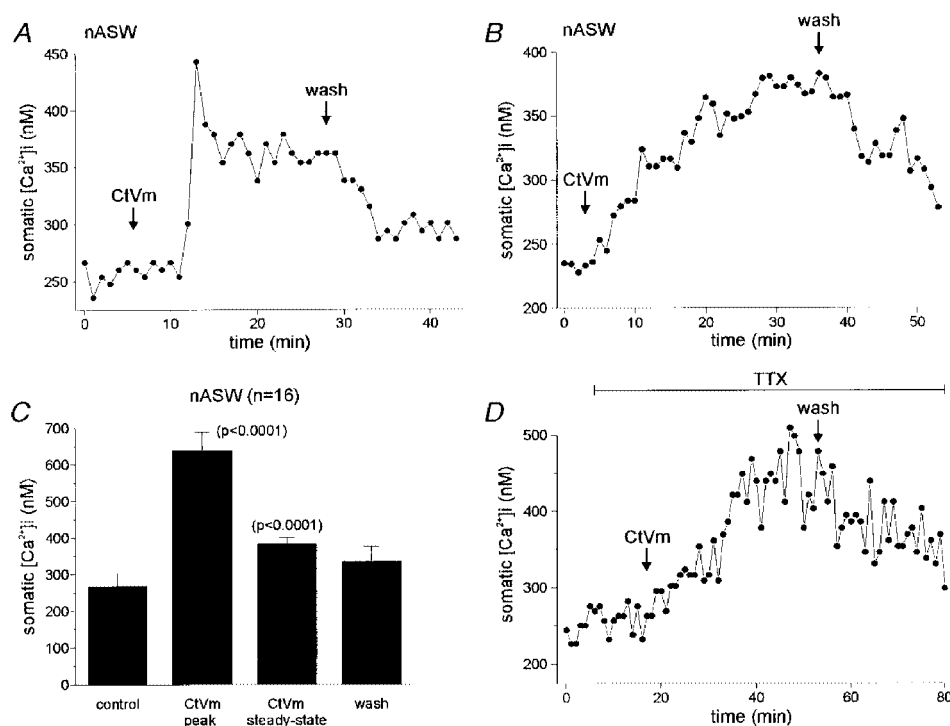 A
nASW
450
400
350
300
250
somatic [Ca²⁺]i (nM)
CtVm
wash
0
10
20
30
40
time (min)
B
nASW
wash
400
350
300
250
200
somatic [Ca²⁺]i (nM)
CtVm
0
10
20
30
40
50
time (min)
C
nASW (n=16)
700
600
500
400
300
200
100
0
somatic [Ca²⁺]i (nM)
(p<0.0001)
(p<0.0001)
control
CtVm
peak
CtVm
steady-state
wash
TTX
D
wash
500
400
300
200
somatic [Ca²⁺]i (nM)
CtVm
0
20
40
60
80
time (min)